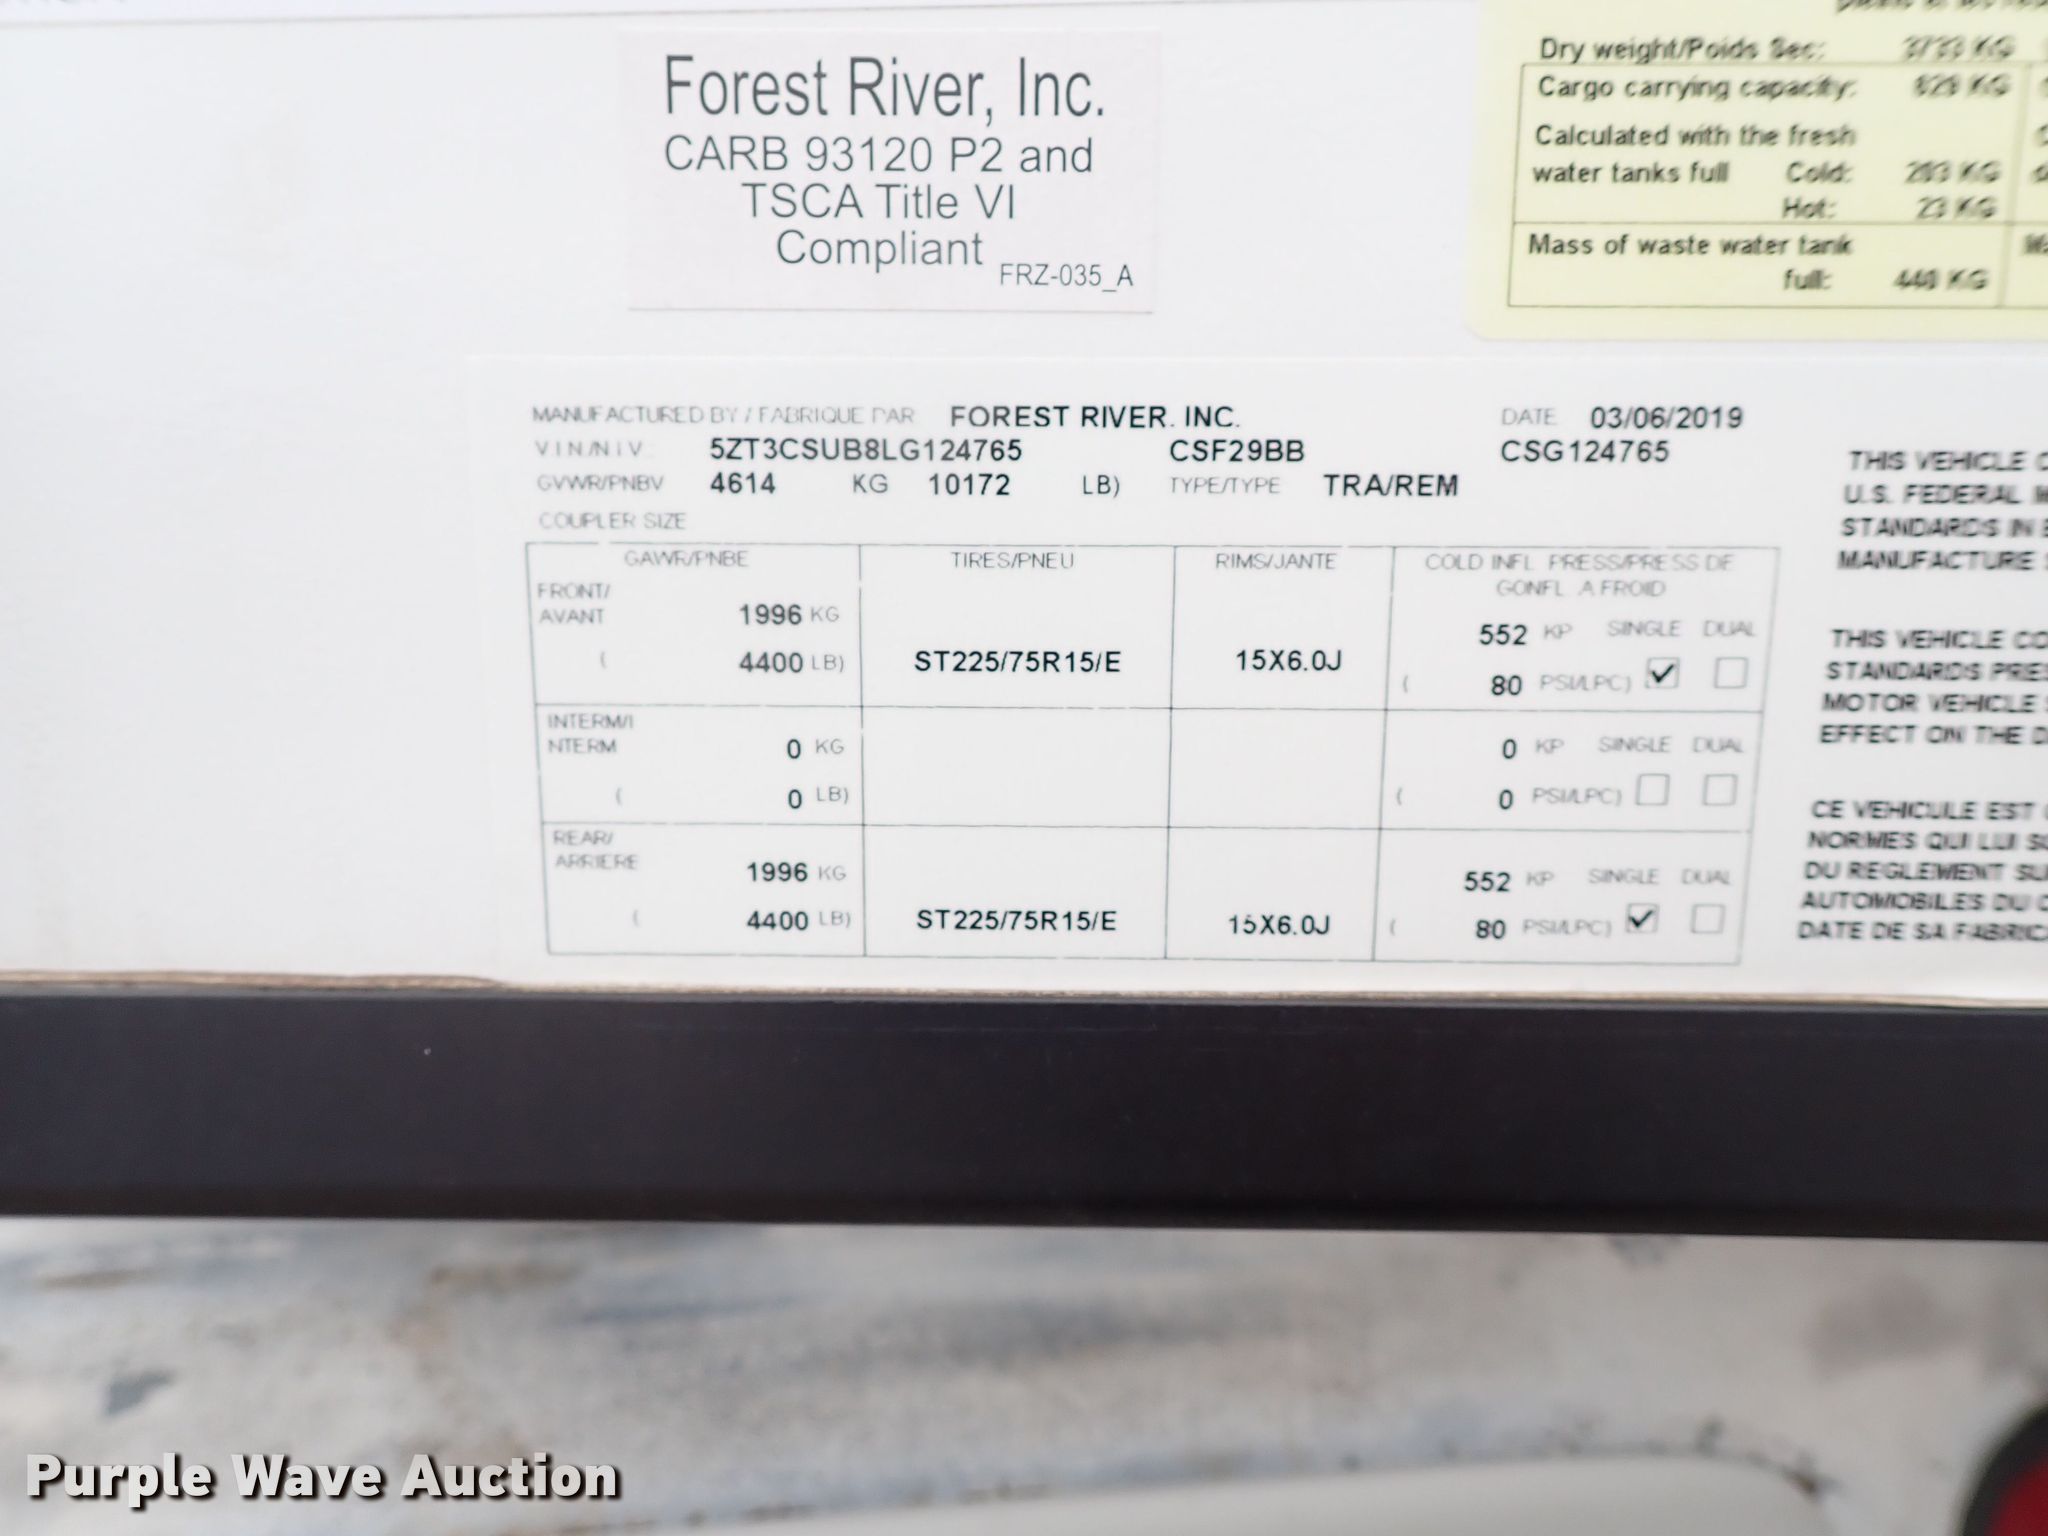 Forest River, Inc.
CARB 93120 P2 and
TSCA Title VI
Compliant FRZ-035_A
Dry weight/Poids Sec: 3733 KG
Cargo carrying capacity: KG
Calculated with the fresh
water tanks full Cold: 203 KG
Hot: 23 KG
Mass of waste water tank
full: 440 KG
MANUFACTURED BY / FABRIQUE PAR FOREST RIVER, INC. DATE 03/06/2019
V I N./N.I V. 5ZT3CSUB8LG124765 CSF29BB CSG124765
GVWR/PNBV 4614 KG 10172 LB) TYPE/TYPE TRA/REM
COUPLER SIZE
GAWR/PNBE TIRES/PNEU RIMS/JANTE COLD INFL PRESS/PRESS DE
GONFL. A FROID
FRONT/
AVANT 1996 KG 552 KP SINGLE DUAL
( 4400 LB) ST225/75R15/E 15X6.0J ( 80 PSI/LPC)
INTERM/I
NTERM 0 KG 0 KP SINGLE DUAL
( 0 LB) ( 0 PSI/LPC)
REAR/
ARRIERE 1996 KG 552 KP SINGLE DUAL
( 4400 LB) ST225/75R15/E 15X6.0J ( 80 PSI/LPC)
THIS VEHICLE
U.S. FEDERAL
STANDARDS IN
MANUFACTURE
THIS VEHICLE
STANDARDS
MOTOR VEHICLE
EFFECT ON THE
CE VEHICULE EST
NORMES QUI LUI
DU REGLEMENT
AUTOMOBILES DU
DATE DE SA
Purple Wave Auction